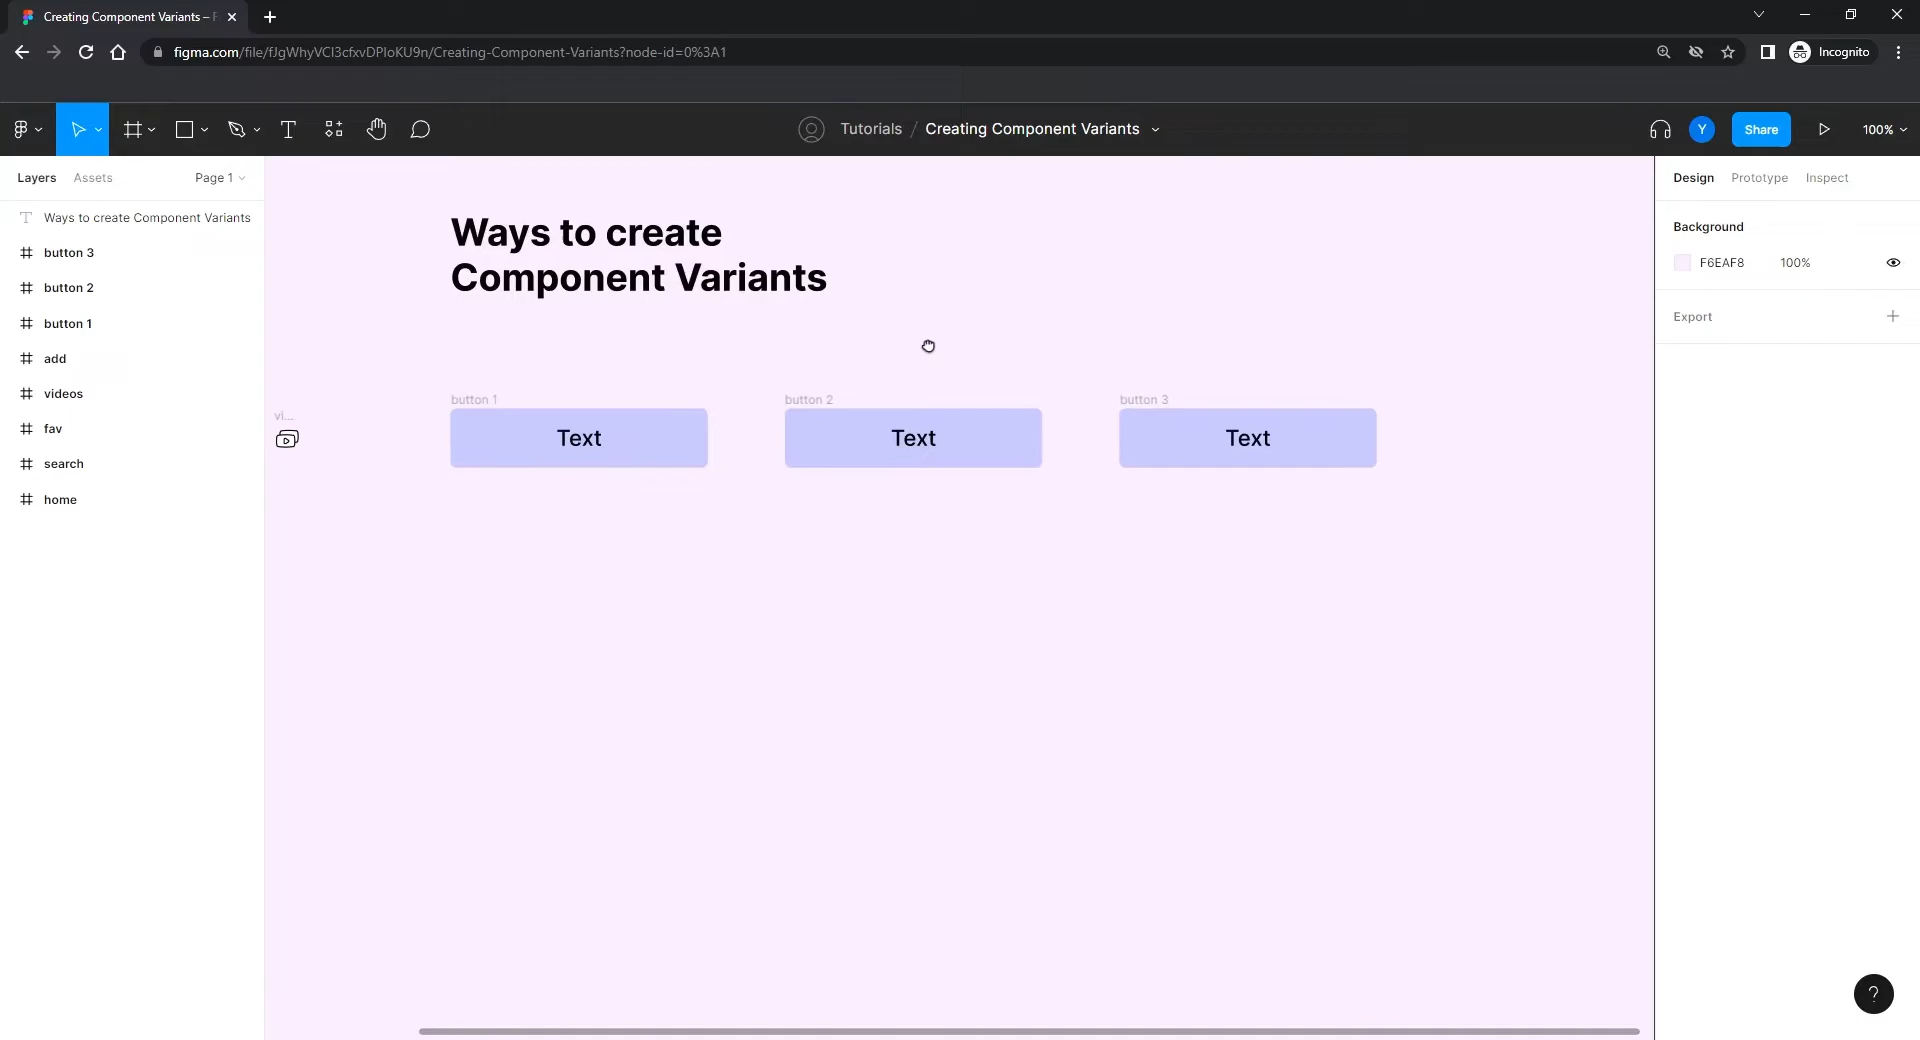 Creating Component Variants –
Incognito
figma.com/file/fJgWhyVCI3cfxvDPloKU9n/Creating-Component-Variants?node-id=0%3A1
Tutorials / Creating Component Variants
Y
Share
100%
Layers
Assets
Page 1
Ways to create Component Variants
button 3
button 2
button 1
add
videos
fav
search
home
Ways to create
Component Variants
vi...
button 1
Text
button 2
Text
button 3
Text
Design
Prototype
Inspect
Background
F6EAF8
100%
Export
?